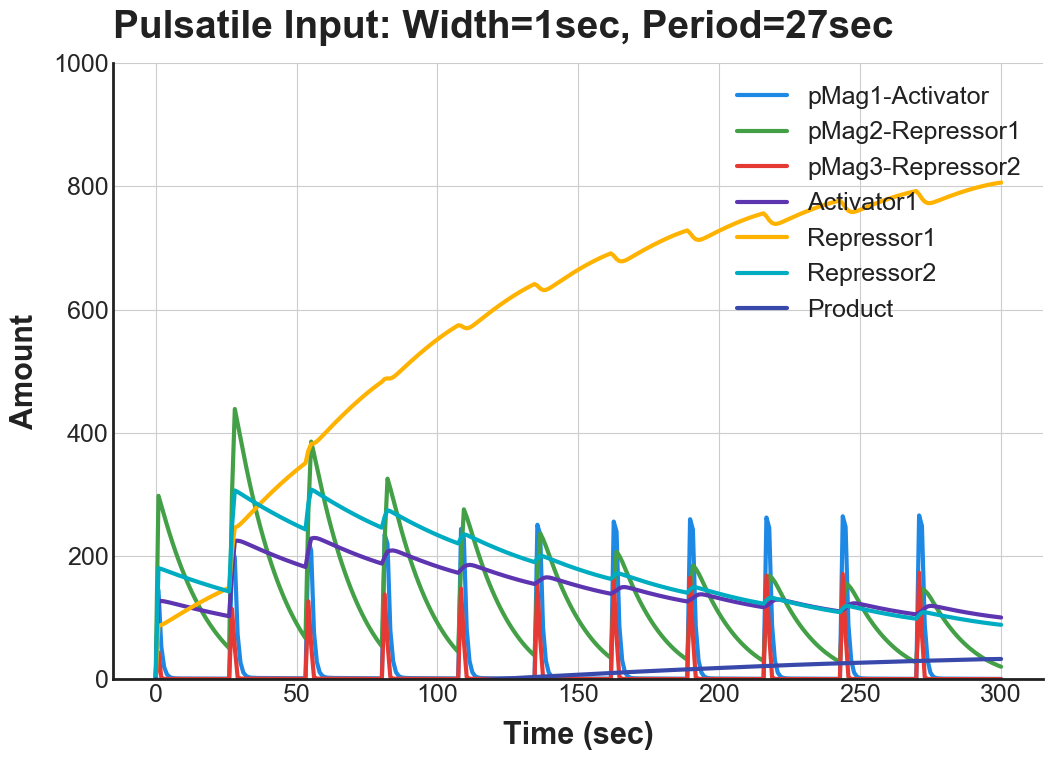 Pulsatile Input: Width=1sec, Period=27sec
1000
800
600
400
200
0
Amount
pMag1-Activator
pMag2-Repressor1
pMag3-Repressor2
Activator1
Repressor1
Repressor2
Product
0 50 100 150 200 250 300
Time (sec)